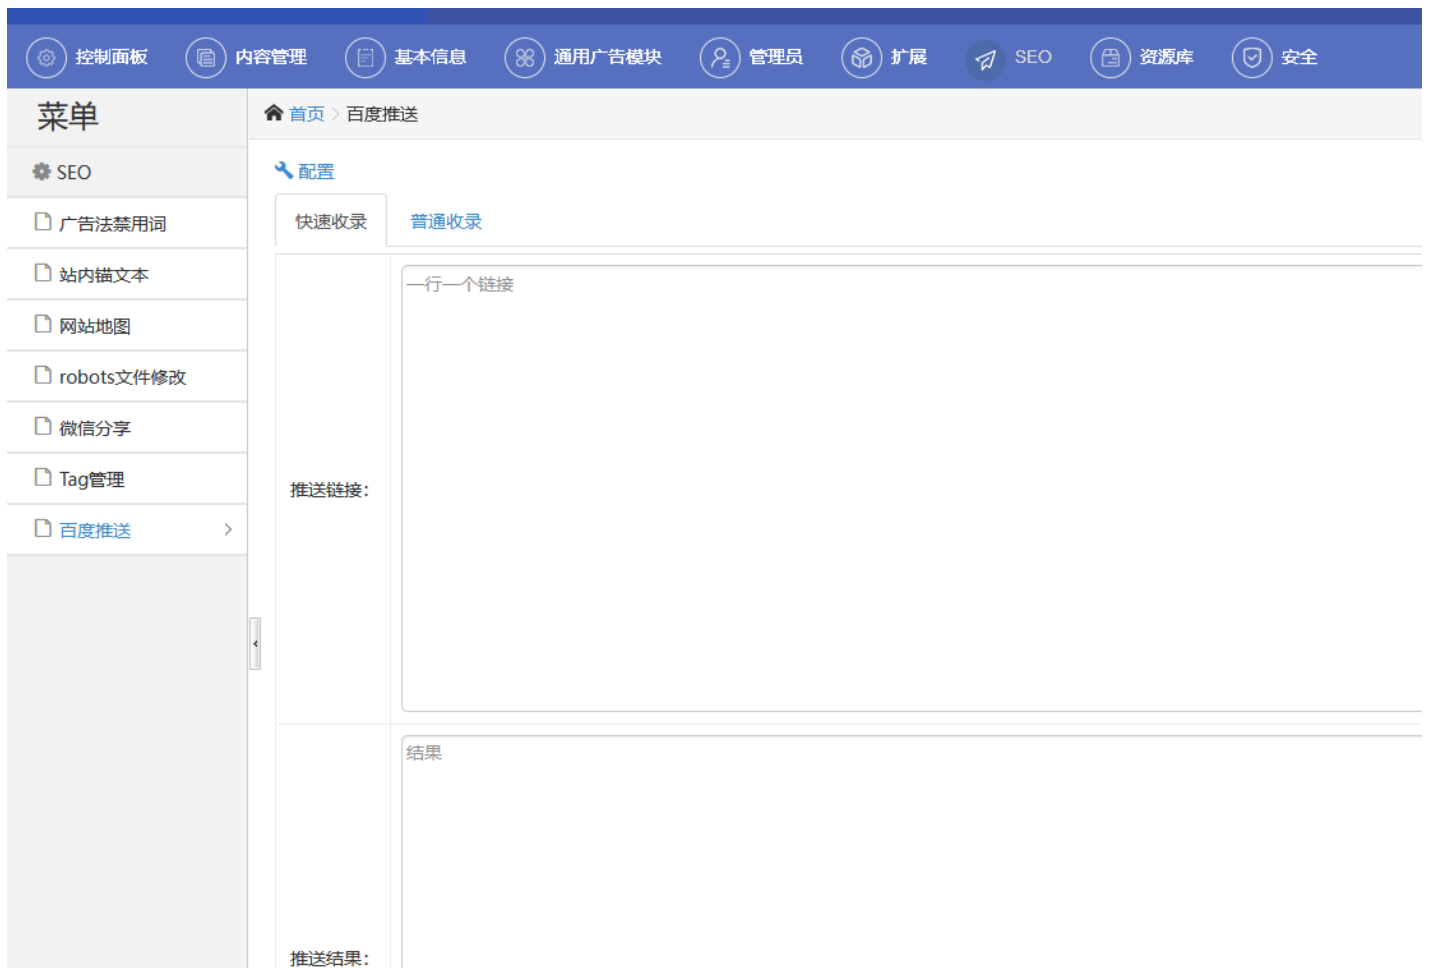 控制面板 内容管理 基本信息 通用广告模块 管理员 扩展 SEO 资源库 安全
菜单
首页 > 百度推送
SEO
配置
广告法禁用词
快速收录 普通收录
站内锚文本
一行一个链接
网站地图
robots文件修改
微信分享
Tag管理
推送链接：
百度推送
结果
推送结果：